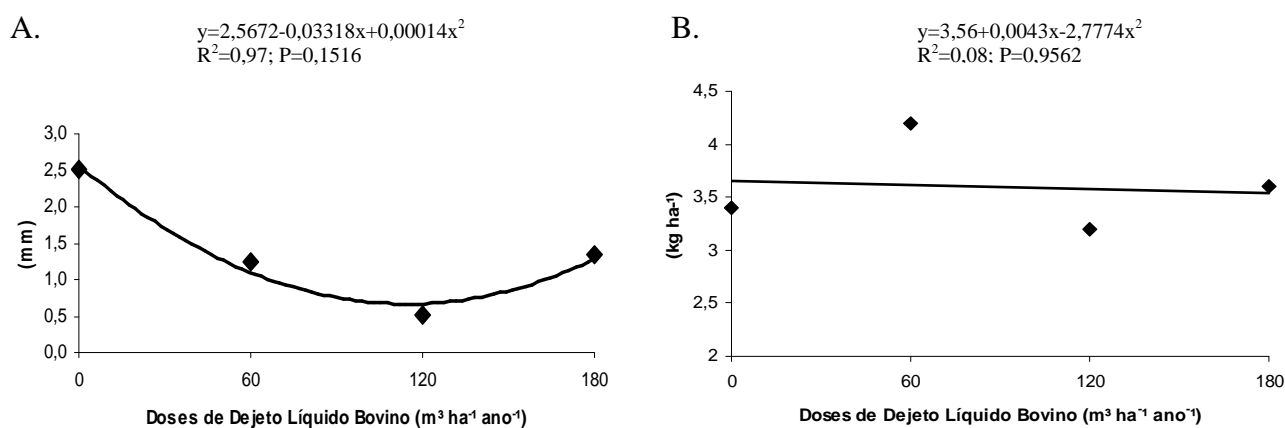 A.
y=2,5672-0,03318x+0,00014x²
R²=0,97; P=0,1516
3,0
2,5
2,0
1,5
1,0
0,5
0,0
(mm)
0 60 120 180
Doses de Dejeto Líquido Bovino (m³ ha⁻¹ ano⁻¹)
B.
y=3,56+0,0043x-2,7774x²
R²=0,08; P=0,9562
4,5
4
3,5
3
2,5
2
(kg ha⁻¹)
0 60 120 180
Doses de Dejeto Líquido Bovino (m³ ha⁻¹ ano⁻¹)